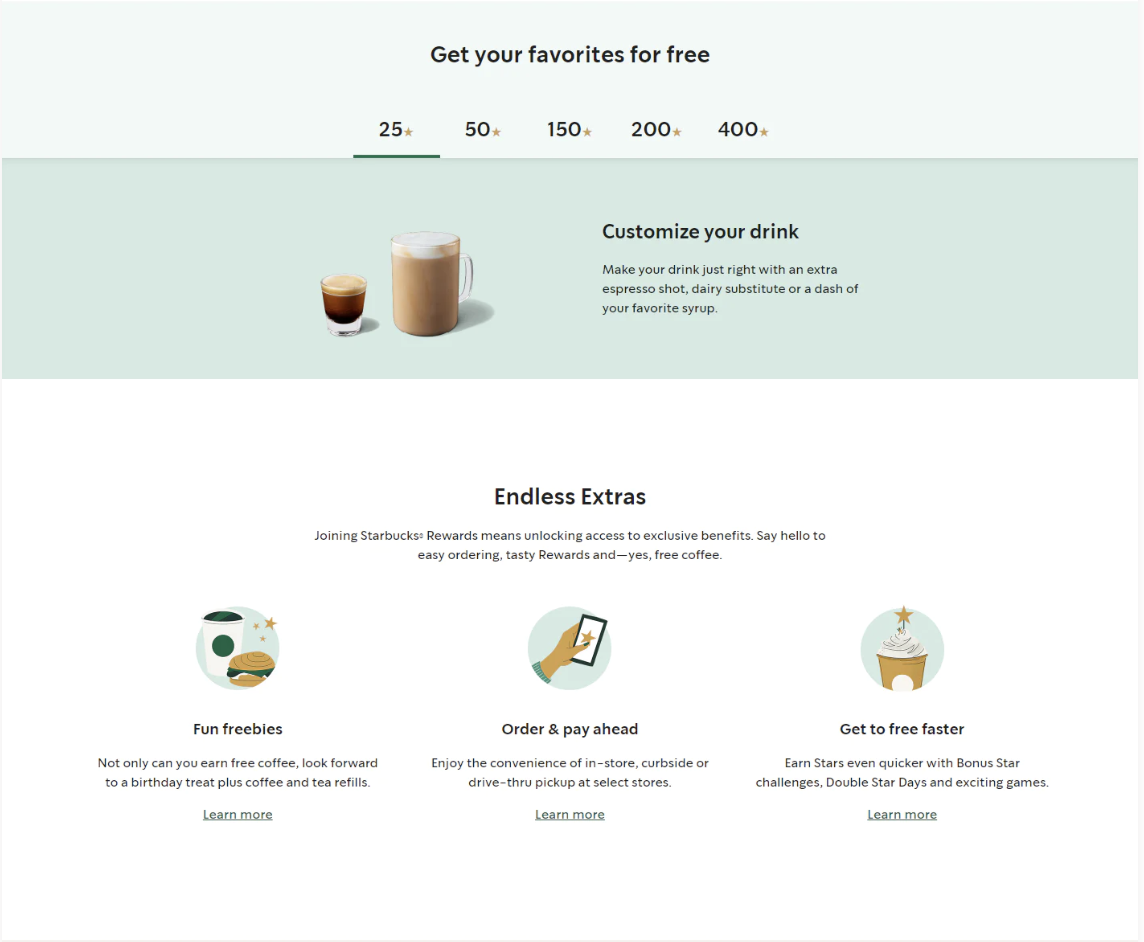 Get your favorites for free
25★ 50★ 150★ 200★ 400★
Customize your drink
Make your drink just right with an extra
espresso shot, dairy substitute or a dash of
your favorite syrup.
Endless Extras
Joining Starbucks® Rewards means unlocking access to exclusive benefits. Say hello to
easy ordering, tasty Rewards and—yes, free coffee.
Fun freebies
Not only can you earn free coffee, look forward
to a birthday treat plus coffee and tea refills.
Learn more
Order & pay ahead
Enjoy the convenience of in-store, curbside or
drive-thru pickup at select stores.
Learn more
Get to free faster
Earn Stars even quicker with Bonus Star
challenges, Double Star Days and exciting games.
Learn more